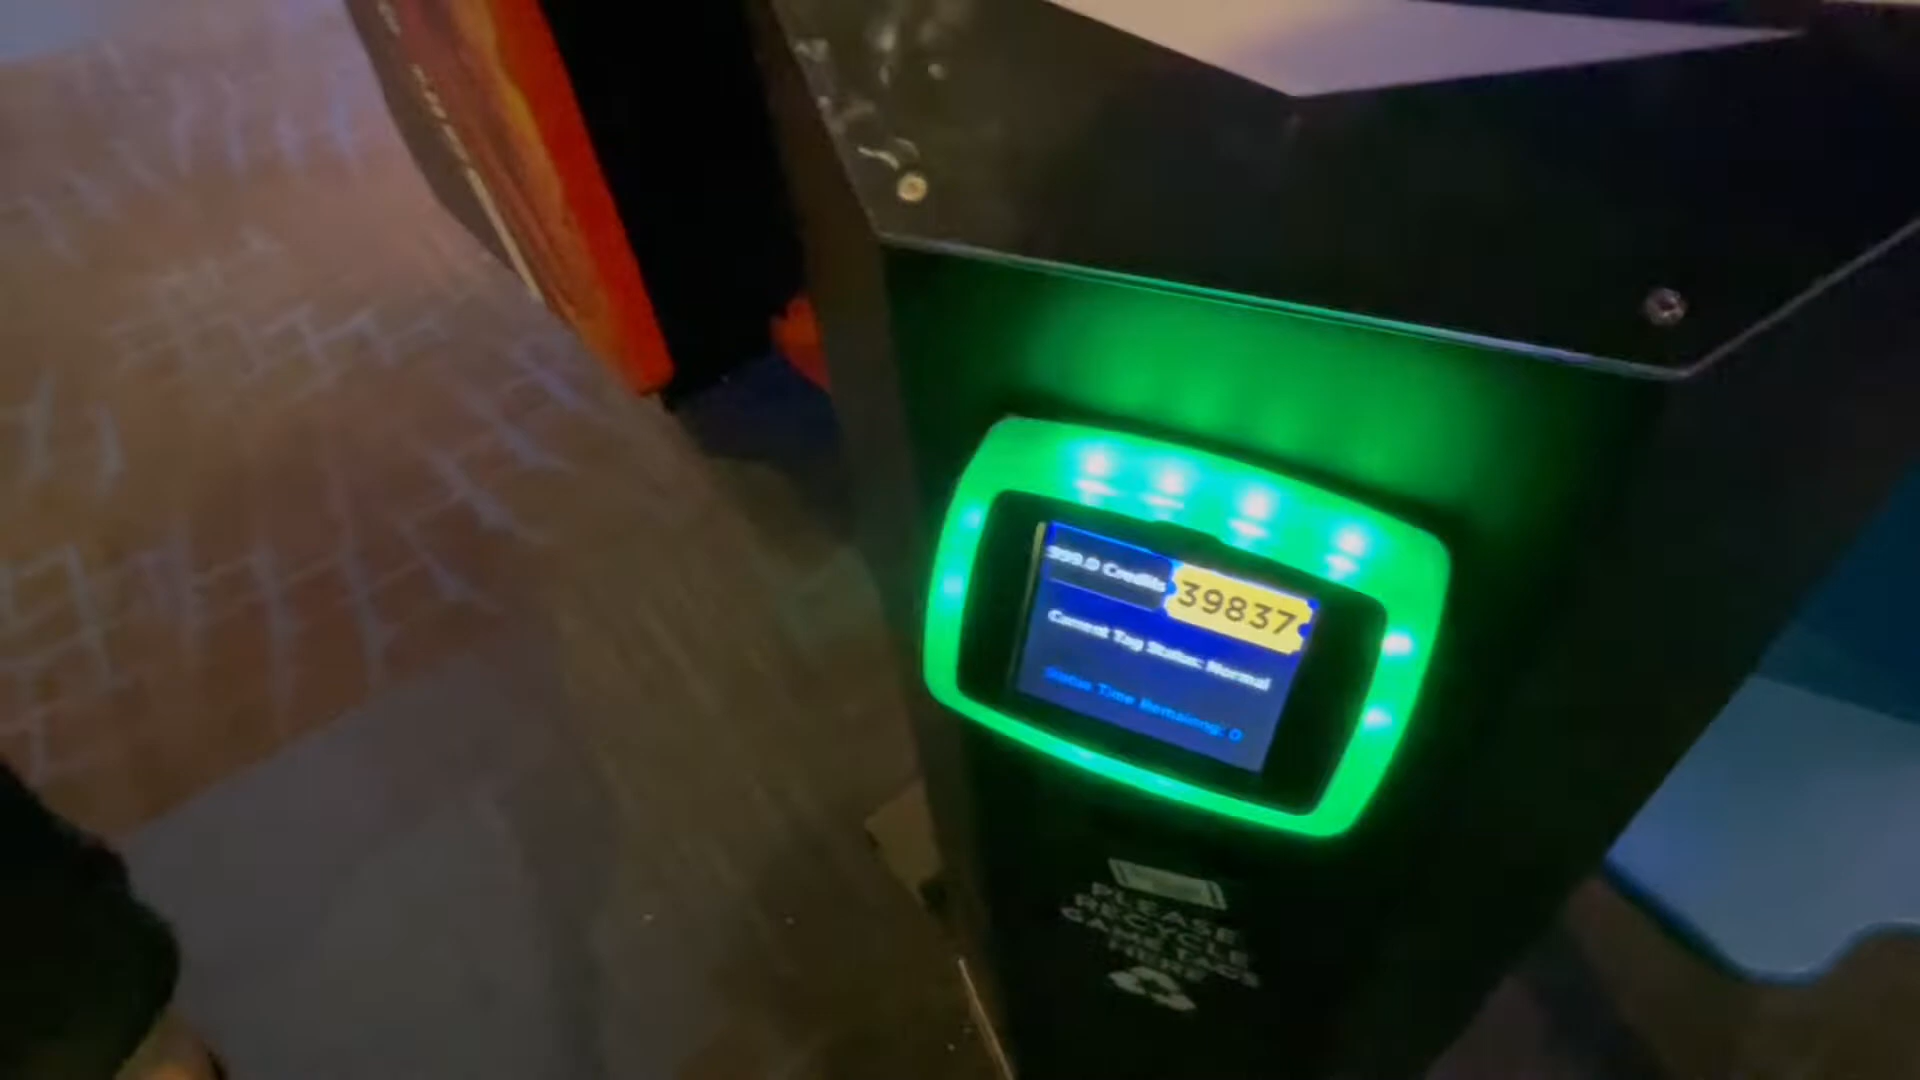 999.0 Credits
39837
Current Tag Status: Normal
Status Time Remaining: 0
PLEASE
RECYCLE
GAME TAGS
HERE